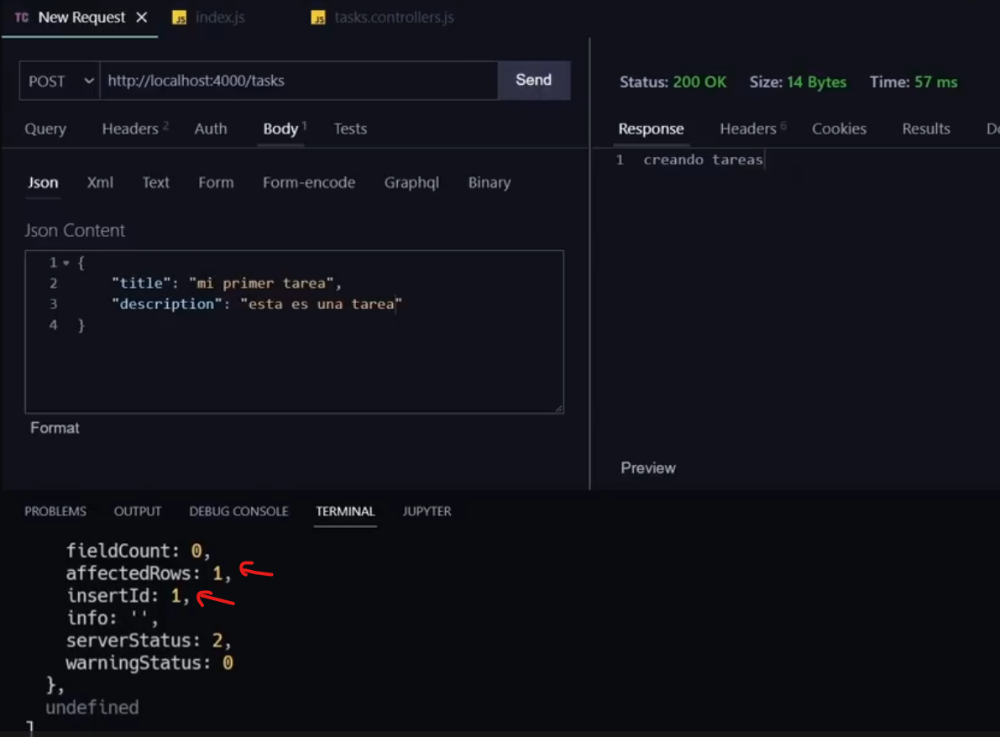 TC New Request × JS index.js JS tasks.controllers.js
POST http://localhost:4000/tasks Send
Status: 200 OK Size: 14 Bytes Time: 57 ms
Query Headers 2 Auth Body 1 Tests
Response Headers 6 Cookies Results
Json Xml Text Form Form-encode Graphql Binary
1 creando tareas
Json Content
1 {
2 "title": "mi primer tarea",
3 "description": "esta es una tarea"
4 }
Format
Preview
PROBLEMS OUTPUT DEBUG CONSOLE TERMINAL JUPYTER
fieldCount: 0,
affectedRows: 1,
insertId: 1,
info: '',
serverStatus: 2,
warningStatus: 0
},
undefined
]